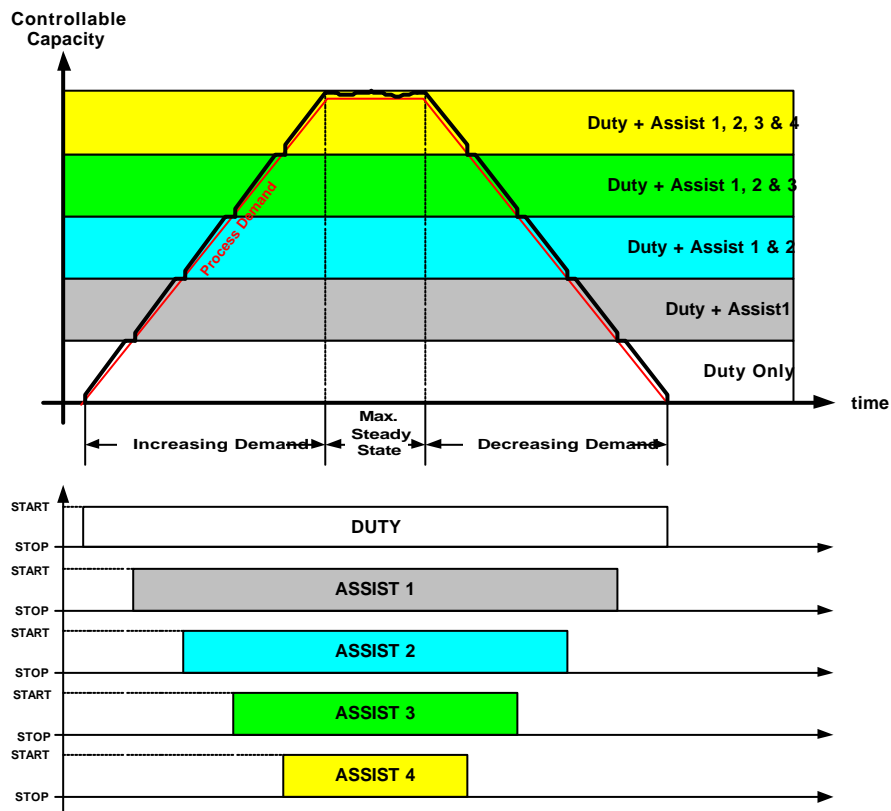 Controllable
Capacity
Duty + Assist 1, 2, 3 & 4
Duty + Assist 1, 2 & 3
Process Demand
Duty + Assist 1 & 2
Duty + Assist1
Duty Only
time
Increasing Demand
Max.
Steady
State
Decreasing Demand
START
DUTY
STOP
START
ASSIST 1
STOP
START
ASSIST 2
STOP
START
ASSIST 3
STOP
START
ASSIST 4
STOP